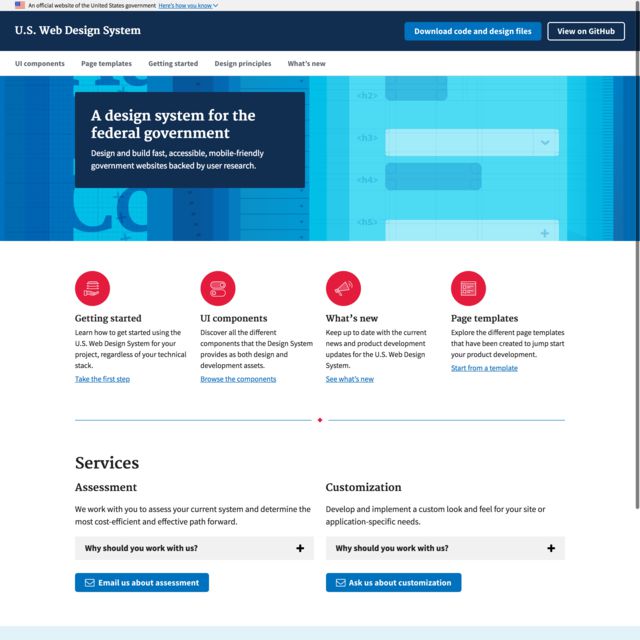 An official website of the United States government Here's how you know
U.S. Web Design System
Download code and design files
View on GitHub
UI components
Page templates
Getting started
Design principles
What's new
A design system for the
federal government
Design and build fast, accessible, mobile-friendly
government websites backed by user research.
<h2>
<h3>
<h4>
<h5>
Co
Getting started
Learn how to get started using the
U.S. Web Design System for your
project, regardless of your technical
stack.
Take the first step
UI components
Discover all the different
components that the Design System
provides as both design and
development assets.
Browse the components
What's new
Keep up to date with the current
news and product development
updates for the U.S. Web Design
System.
See what's new
Page templates
Explore the different page templates
that have been created to jump start
your product development.
Start from a template
Services
Assessment
We work with you to assess your current system and determine the
most cost-efficient and effective path forward.
Why should you work with us?
Email us about assessment
Customization
Develop and implement a custom look and feel for your site or
application-specific needs.
Why should you work with us?
Ask us about customization